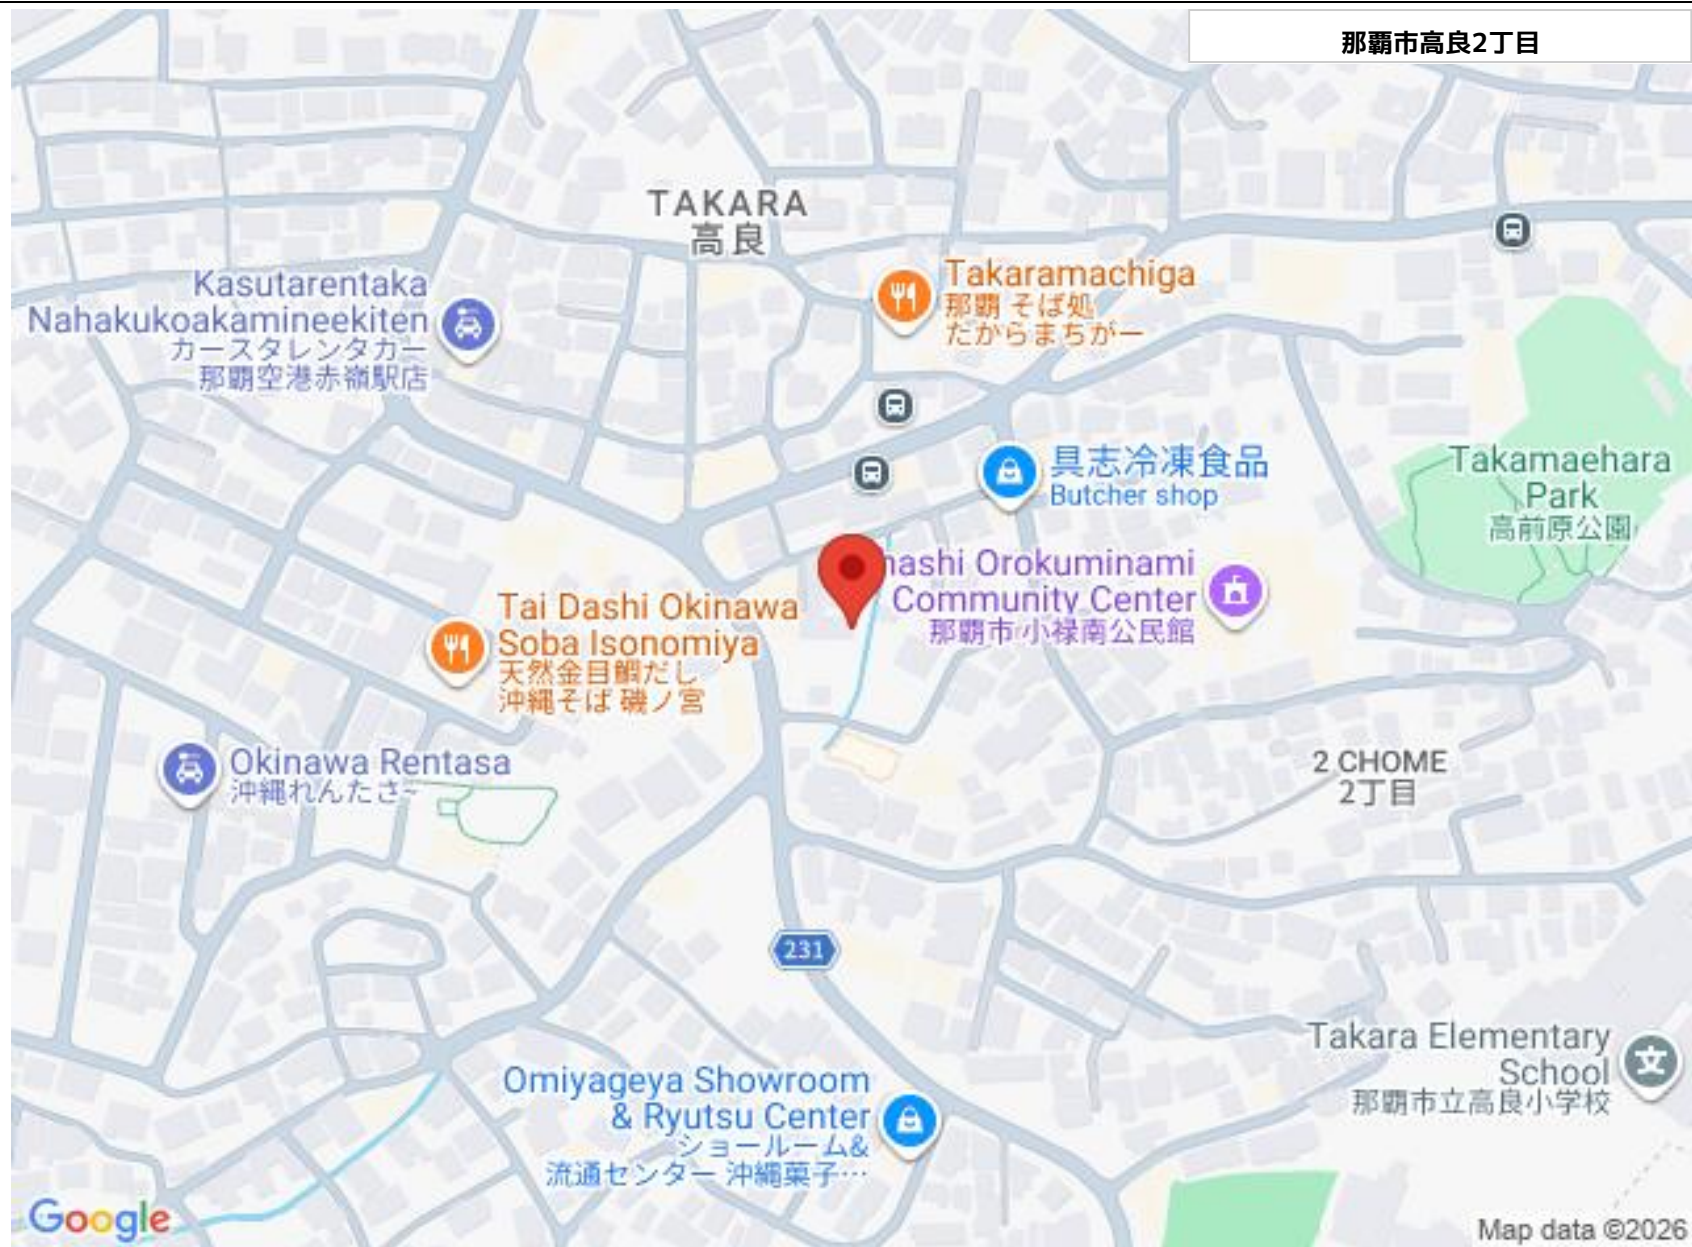 那覇市高良2丁目
TAKARA
高良
Kasutarentaka
Nahakukoakamineekiten
カースタレンタカー
那覇空港赤嶺駅店
Takaramachiga
那覇 そば処
たからまちがー
具志冷凍食品
Butcher shop
Takamaehara
Park
高前原公園
hashi Orokuminami
Community Center
那覇市小禄南公民館
Tai Dashi Okinawa
Soba Isonomiya
天然金目鯛だし
沖縄そば 磯ノ宮
Okinawa Rentasa
沖縄れんたさ~
2 CHOME
2丁目
231
Takara Elementary
School
那覇市立高良小学校
文
Omiyageya Showroom
& Ryutsu Center
ショールーム&
流通センター 沖縄菓子…
Google
Map data ©2026